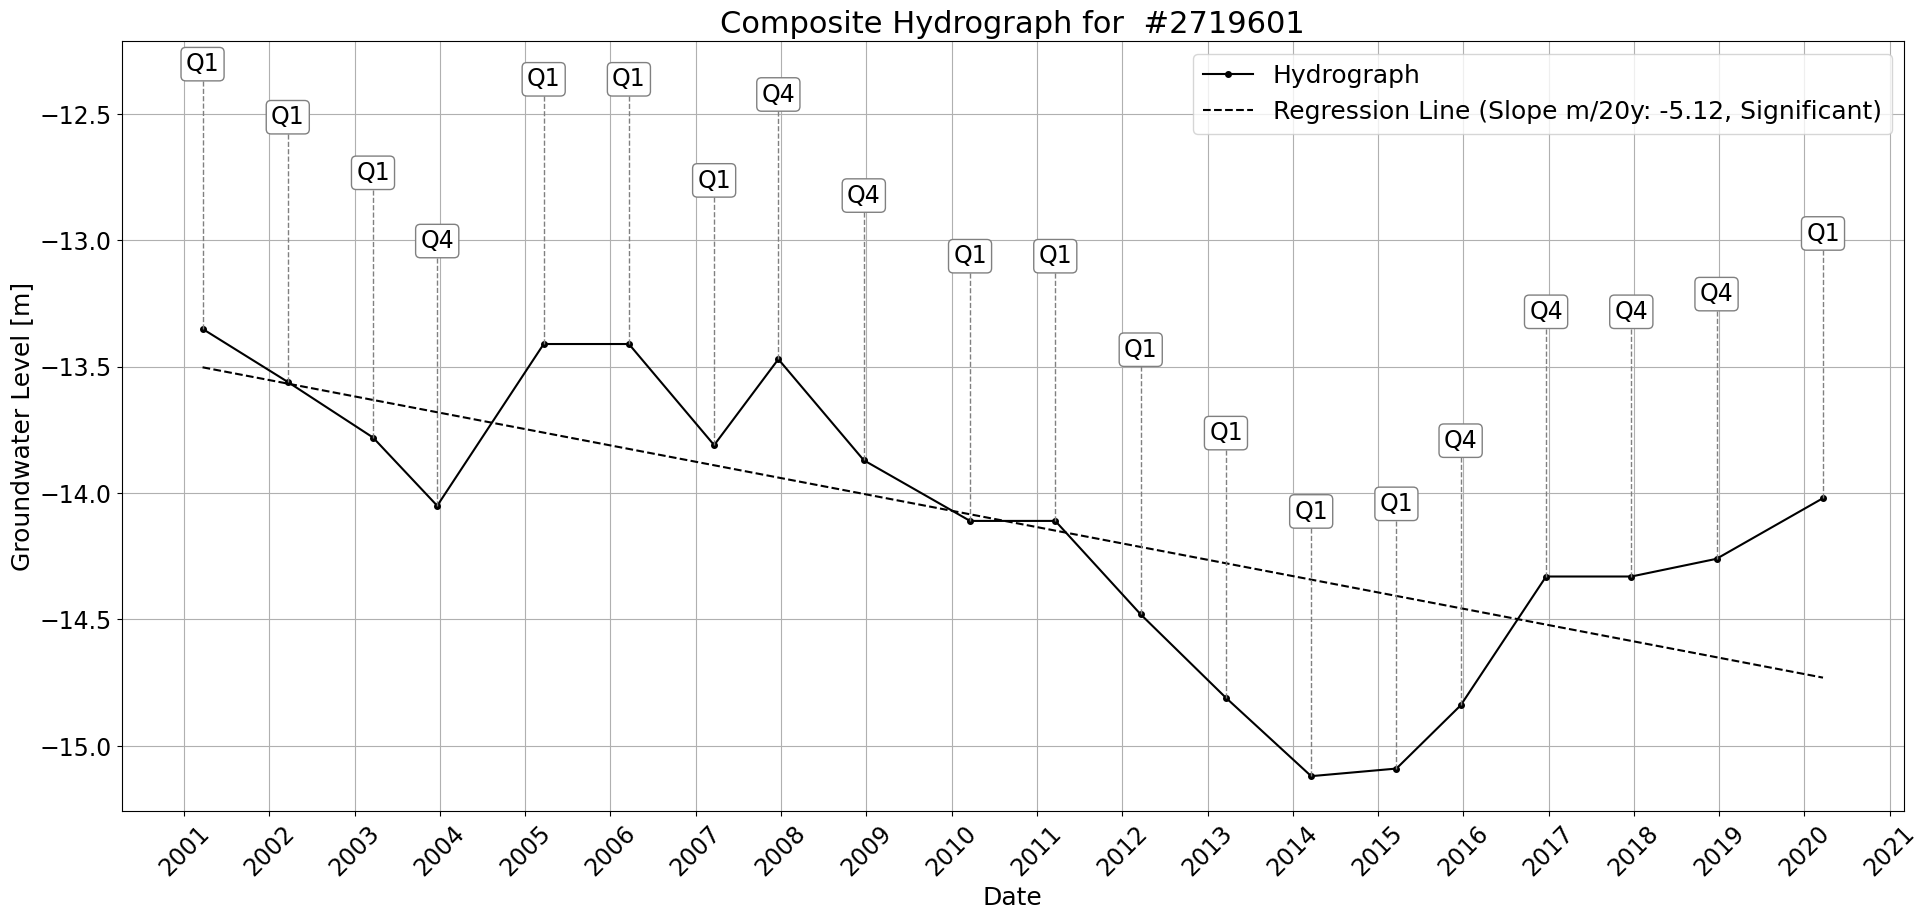 Composite Hydrograph for  #2719601
Hydrograph
Regression Line (Slope m/20y: -5.12, Significant)
Q1
Q1
Q1
Q4
Q1
Q1
Q1
Q4
Q4
Q1
Q1
Q1
Q1
Q1
Q1
Q4
Q4
Q4
Q4
Q1
Groundwater Level [m]
−12.5
−13.0
−13.5
−14.0
−14.5
−15.0
2001
2002
2003
2004
2005
2006
2007
2008
2009
2010
2011
2012
2013
2014
2015
2016
2017
2018
2019
2020
2021
Date